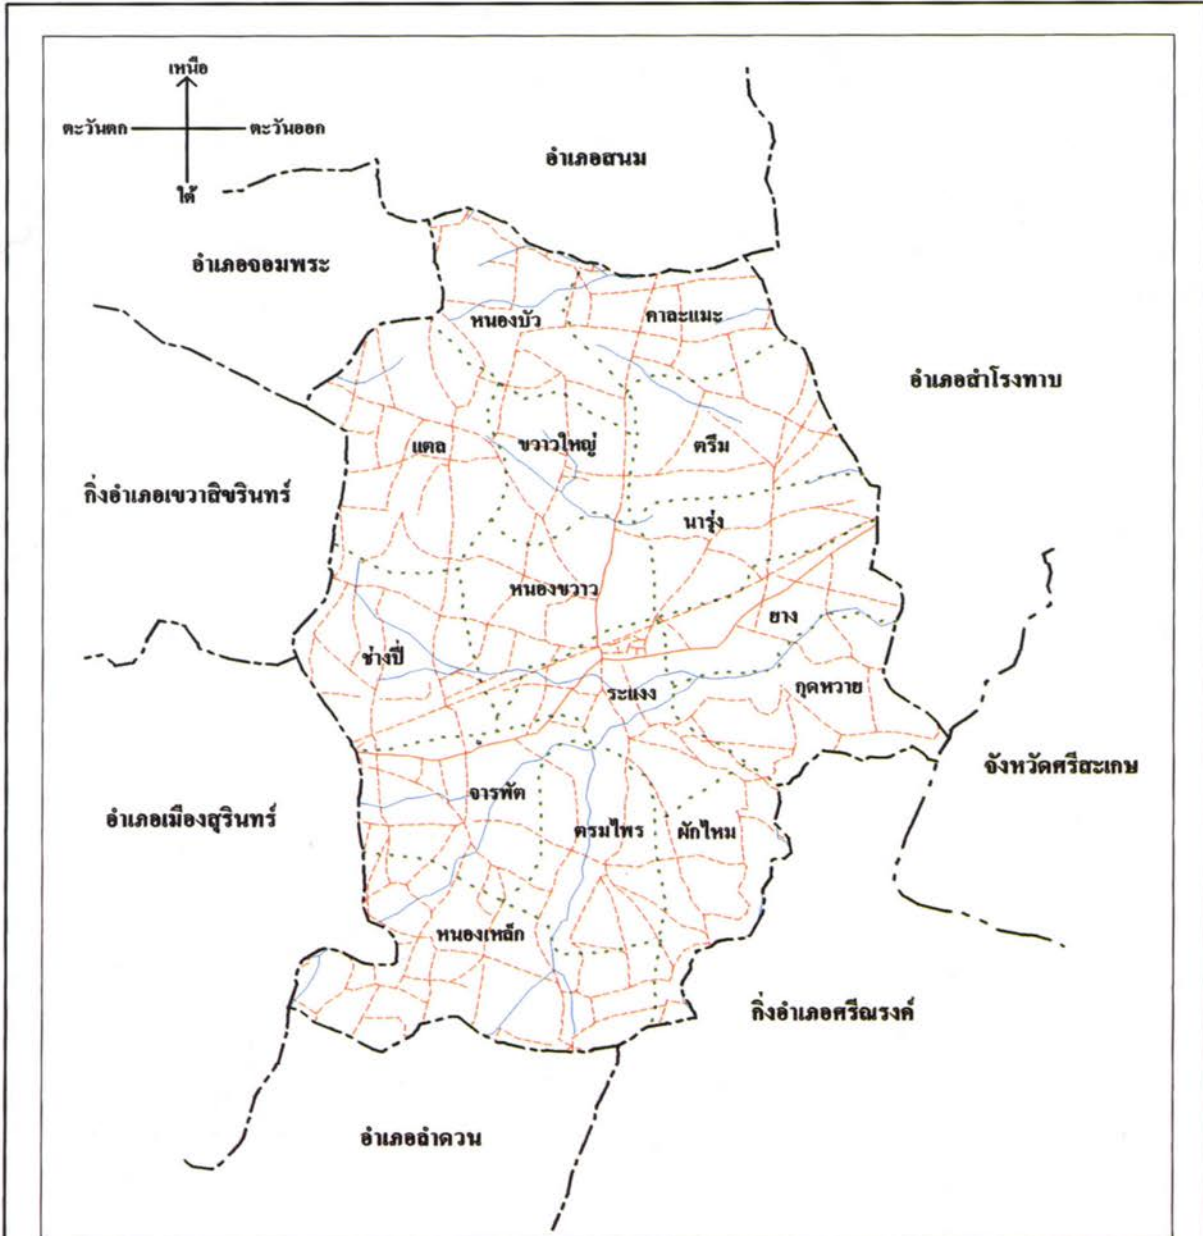 เหนือ
ตะวันตก
ตะวันออก
ใต้
อำเภอสนม
อำเภอจอมพระ
หนองบัว
คาละแมะ
อำเภอสำโรงทาบ
แตล
ขวาวใหญ่
ตรึม
กิ่งอำเภอเขวาสิขรินทร์
นารุ่ง
หนองขวาว
ยาง
ช่างปี่
ระแงง
กุดหวาย
จังหวัดศรีสะเกษ
จารพัต
อำเภอเมืองสุรินทร์
ตรมไพร
ผักไหม
หนองเหล็ก
กิ่งอำเภอศรีณรงค์
อำเภอลำดวน